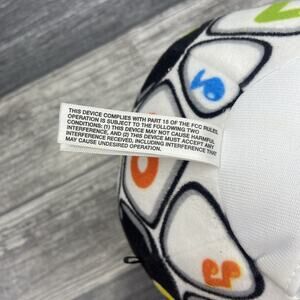 THIS DEVICE COMPLIES WITH PART 15 OF THE FCC RULES.
OPERATION IS SUBJECT TO THE FOLLOWING TWO
CONDITIONS: (1) THIS DEVICE MAY NOT CAUSE HARMFUL
INTERFERENCE, AND (2) THIS DEVICE MUST ACCEPT ANY
INTERFERENCE RECEIVED, INCLUDING INTERFERENCE THAT
MAY CAUSE UNDESIRED OPERATION.